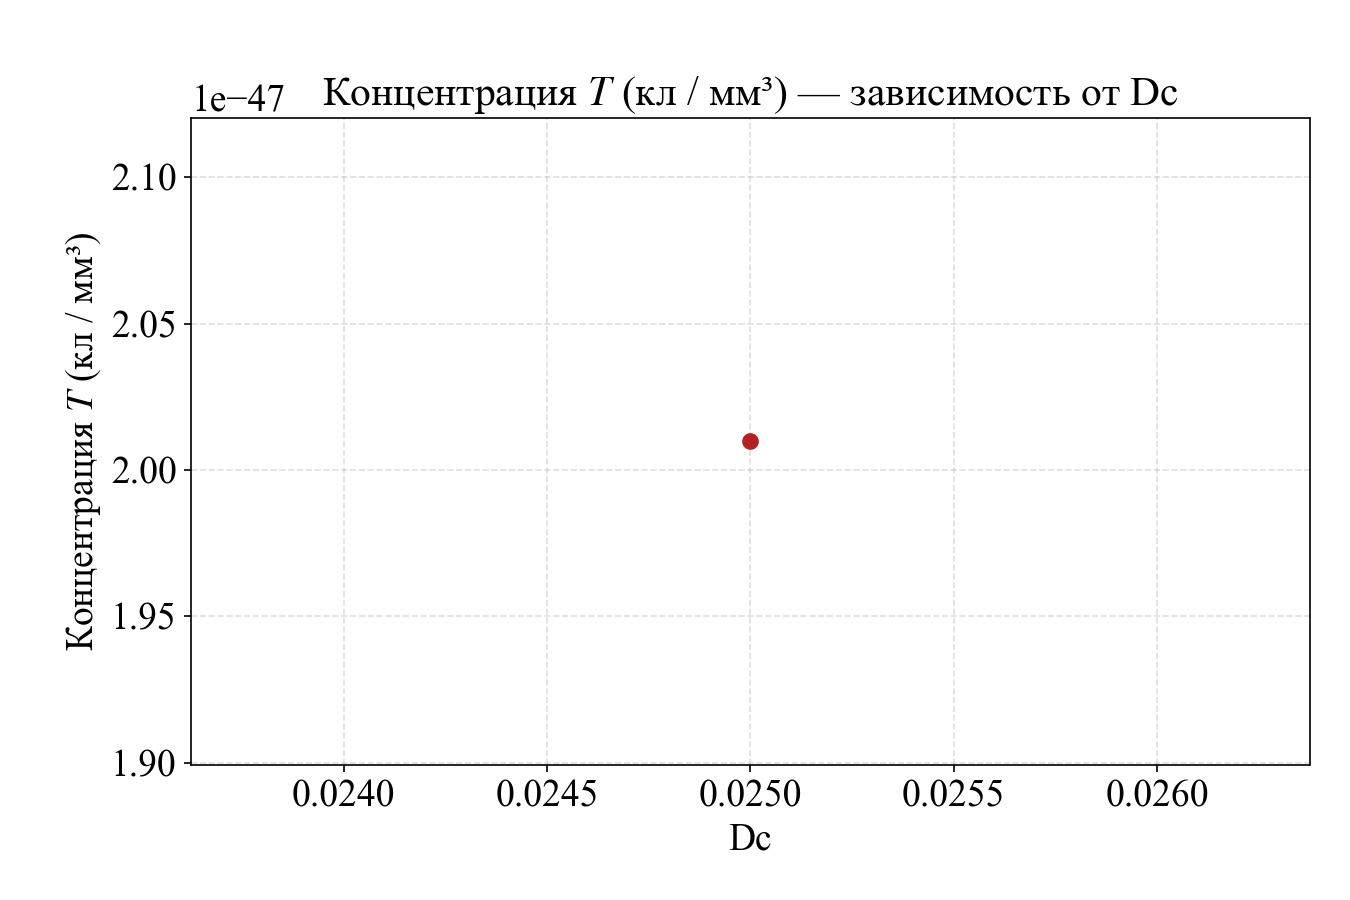 1e−47
Концентрация T (кл / мм³) — зависимость от Dc
2.10
2.05
2.00
1.95
1.90
Концентрация T (кл / мм³)
0.0240 0.0245 0.0250 0.0255 0.0260
Dc